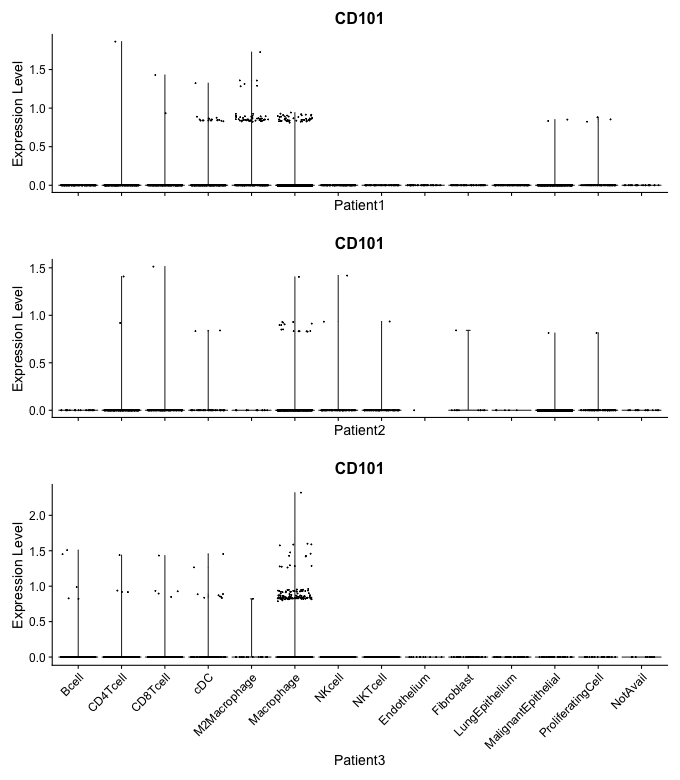 CD101
Expression Level
1.5
1.0
0.5
0.0
Patient1
CD101
Expression Level
1.5
1.0
0.5
0.0
Patient2
CD101
Expression Level
2.0
1.5
1.0
0.5
0.0
Bcell
CD4Tcell
CD8Tcell
cDC
M2Macrophage
Macrophage
NKcell
NKTcell
Endothelium
Fibroblast
LungEpithelium
MalignantEpithelial
ProliferatingCell
NotAvail
Patient3